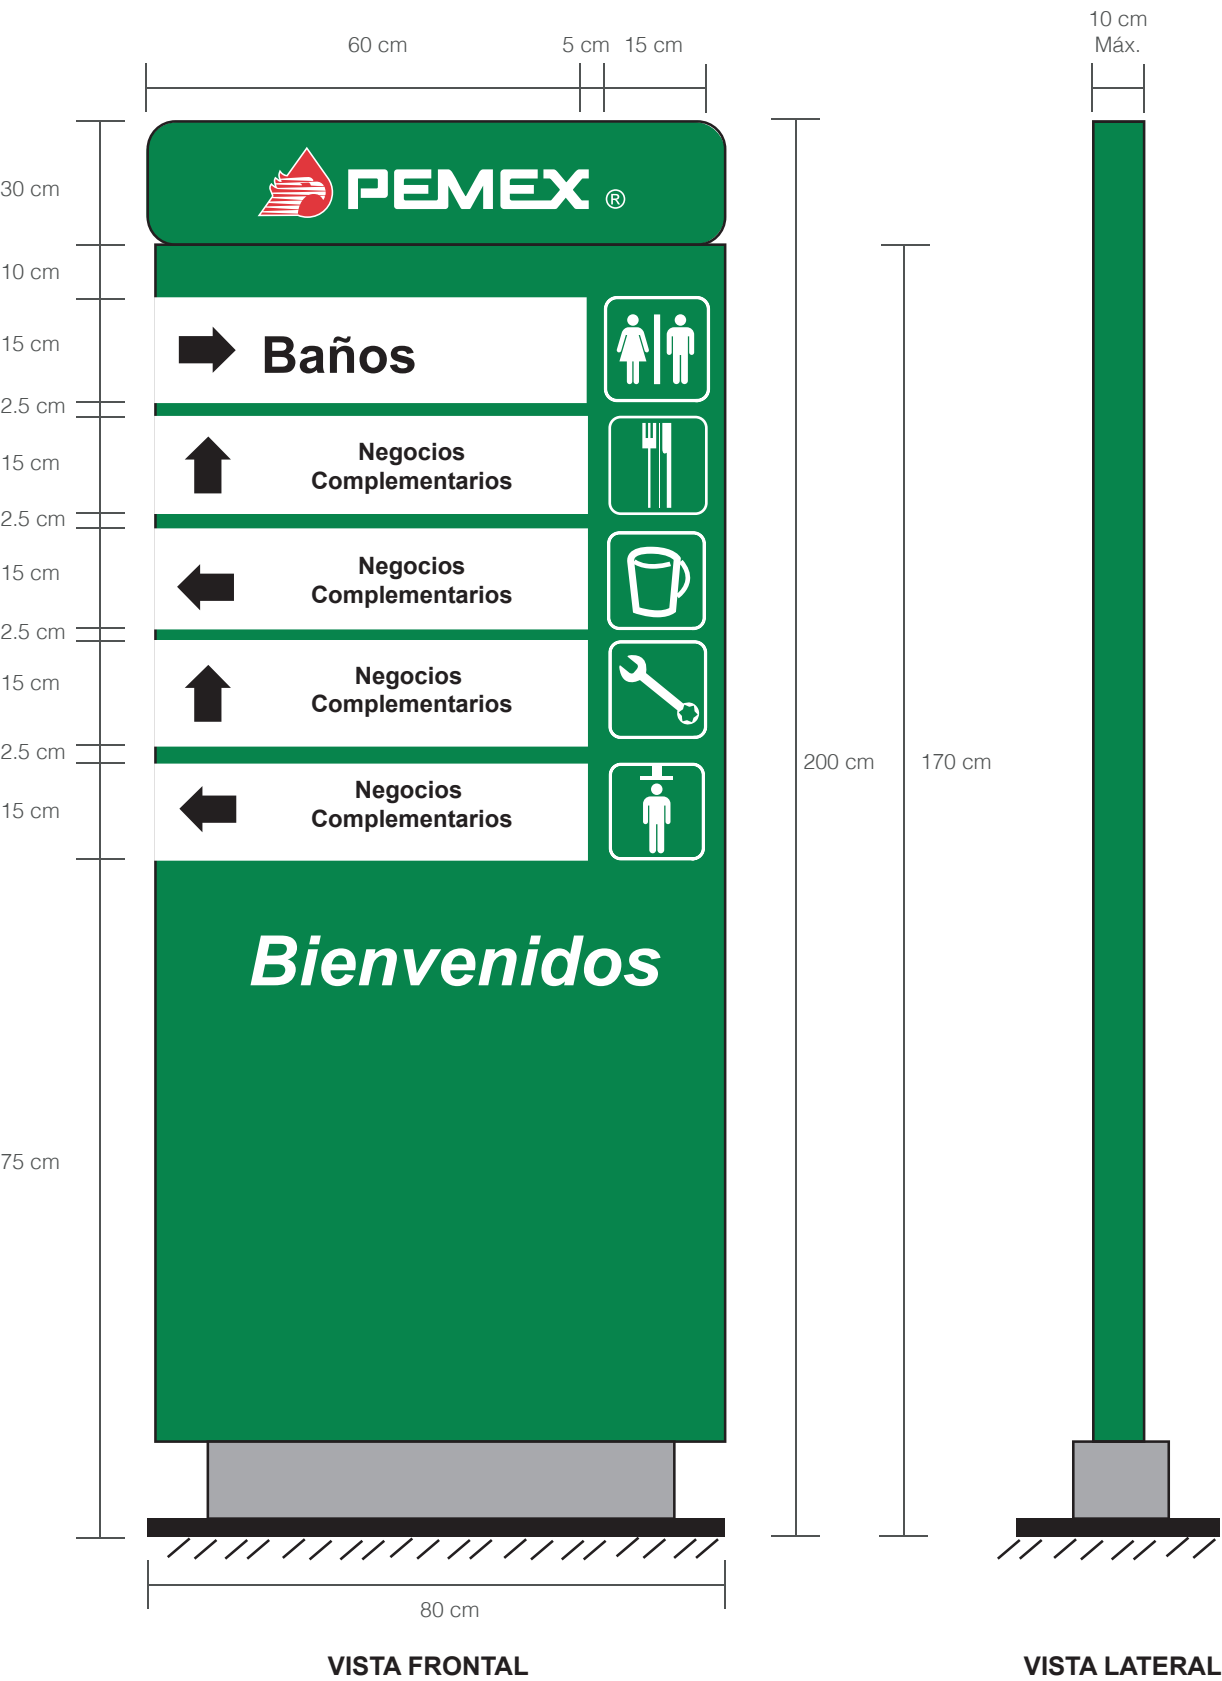 10 cm
Máx.
60 cm
5 cm
15 cm
30 cm
PEMEX ®
10 cm
15 cm
Baños
2.5 cm
15 cm
Negocios
Complementarios
2.5 cm
15 cm
Negocios
Complementarios
2.5 cm
15 cm
Negocios
Complementarios
2.5 cm
200 cm
170 cm
15 cm
Negocios
Complementarios
Bienvenidos
75 cm
80 cm
VISTA FRONTAL
VISTA LATERAL